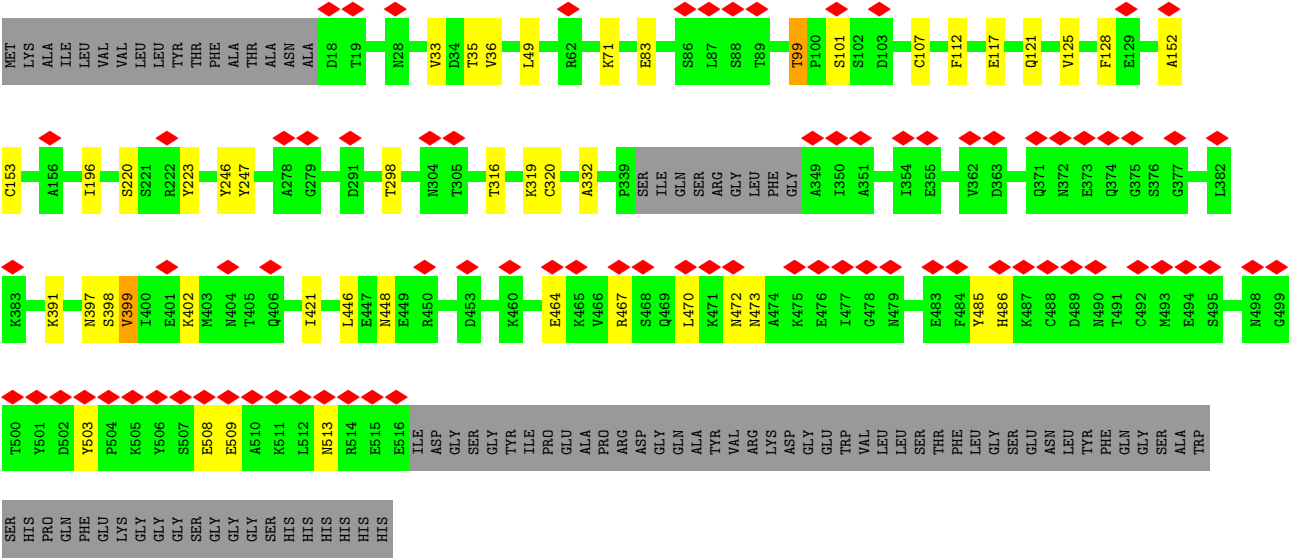 MET LYS ALA ILE LEU VAL VAL LEU LEU TYR THR PHE ALA THR ALA ASN ALA D18 T19 N28 V33 D34 T35 V36 L49 R62 K71 E83 S86 L87 S88 T89 T99 P100 S101 S102 D103 C107 F112 E117 Q121 V125 F128 E129 A152
C153 A156 I196 S220 S221 R222 Y223 Y246 Y247 A278 G279 D291 T298 N304 T305 T316 K319 C320 A332 P339 SER ILE GLN SER ARG GLY LEU PHE GLY A349 I350 A351 I354 E355 V362 D363 Q371 N372 E373 Q374 G375 S376 G377 L382
K383 K391 N397 S398 V399 I400 E401 K402 M403 N404 T405 Q406 I421 L446 E447 N448 E449 R450 D453 K460 E464 K465 V466 R467 S468 Q469 L470 K471 N472 N473 A474 K475 E476 I477 G478 N479 E483 F484 Y485 H486 K487 C488 D489 N490 T491 C492 M493 E494 S495 N498 G499
T500 Y501 D502 Y503 P504 K505 Y506 S507 E508 E509 A510 K511 L512 N513 R514 E515 E516 ILE ASP GLY SER GLY TYR ILE PRO GLU ALA PRO ARG ASP GLY GLN ALA TYR VAL ARG LYS ASP GLY GLU TRP VAL LEU LEU SER THR PHE LEU GLY SER GLU ASN LEU TYR PHE GLN GLY SER ALA TRP
SER HIS PRO GLN PHE GLU LYS GLY GLY GLY SER GLY GLY GLY SER HIS HIS HIS HIS HIS HIS